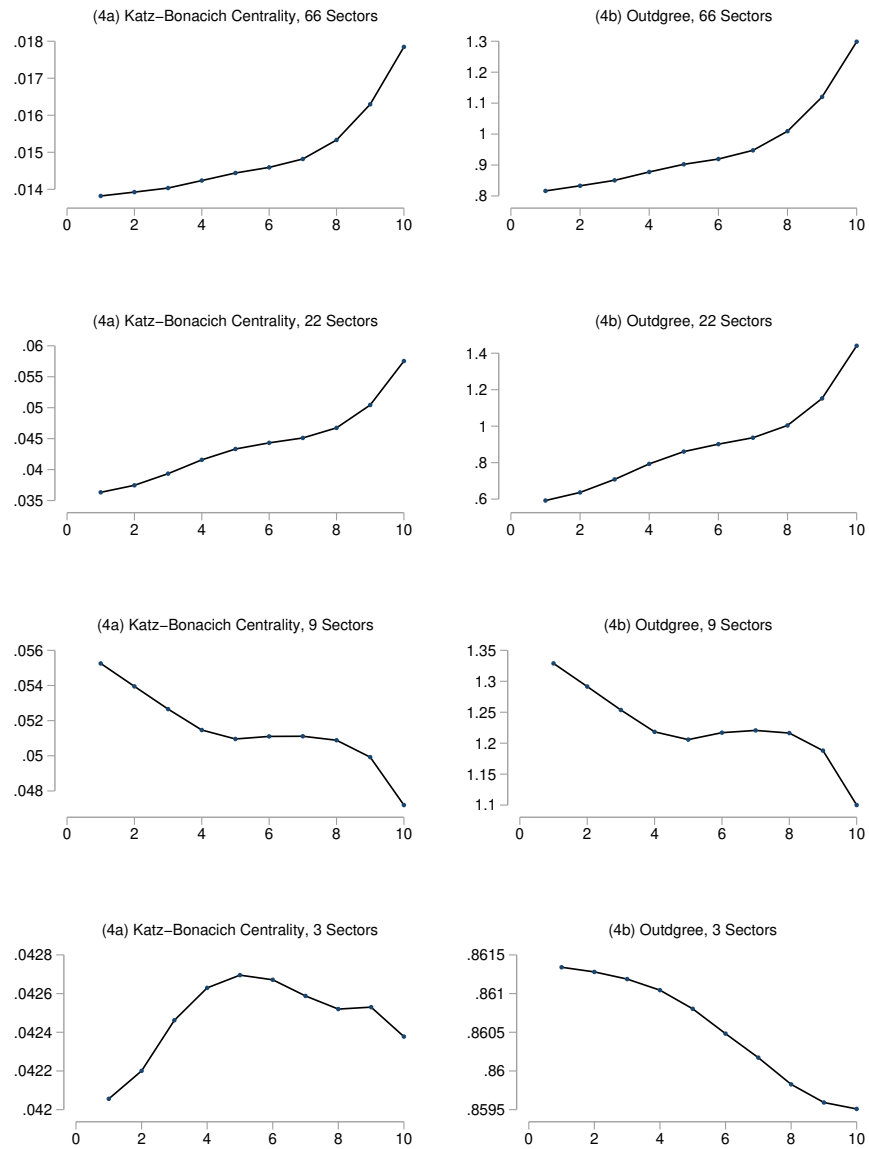 (4a) Katz−Bonacich Centrality, 66 Sectors
.018
.017
.016
.015
.014
0 2 4 6 8 10
(4b) Outdgree, 66 Sectors
1.3
1.2
1.1
1
.9
.8
0 2 4 6 8 10
(4a) Katz−Bonacich Centrality, 22 Sectors
.06
.055
.05
.045
.04
.035
0 2 4 6 8 10
(4b) Outdgree, 22 Sectors
1.4
1.2
1
.8
.6
0 2 4 6 8 10
(4a) Katz−Bonacich Centrality, 9 Sectors
.056
.054
.052
.05
.048
0 2 4 6 8 10
(4b) Outdgree, 9 Sectors
1.35
1.3
1.25
1.2
1.15
1.1
0 2 4 6 8 10
(4a) Katz−Bonacich Centrality, 3 Sectors
.0428
.0426
.0424
.0422
.042
0 2 4 6 8 10
(4b) Outdgree, 3 Sectors
.8615
.861
.8605
.86
.8595
0 2 4 6 8 10